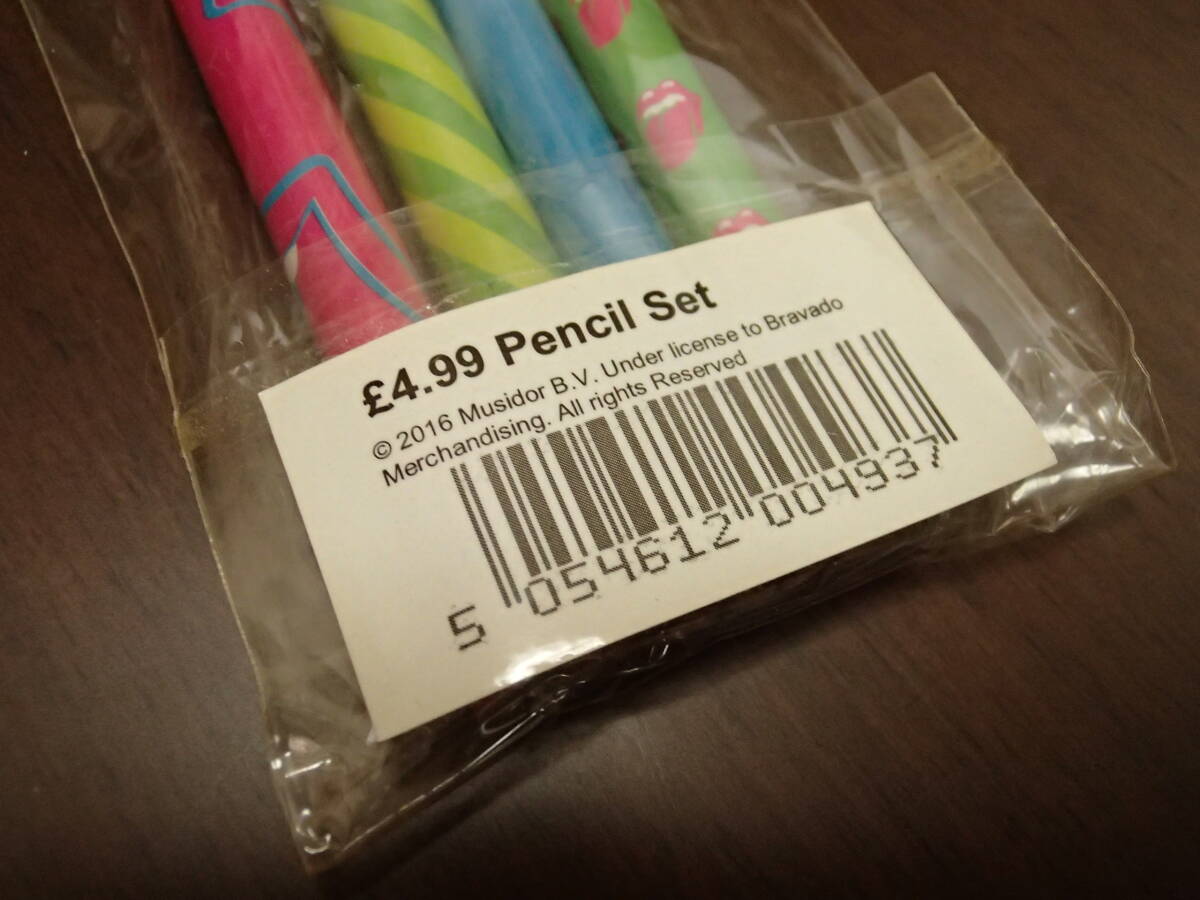 £4.99 Pencil Set
© 2016 Musidor B.V. Under license to Bravado
Merchandising. All rights Reserved
5 054612 004937